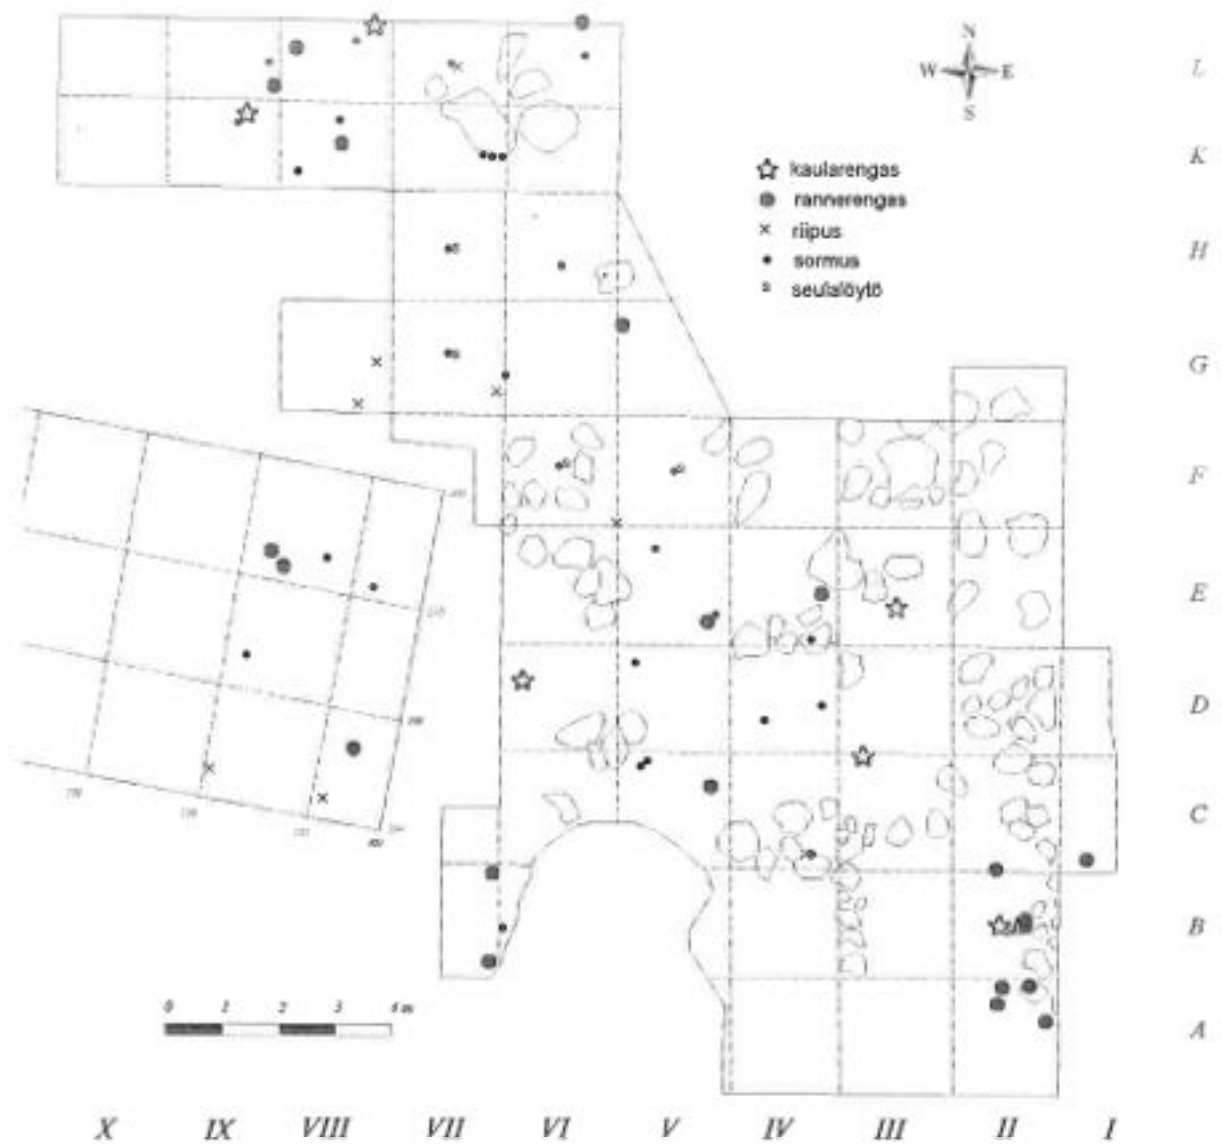 N
W E
S
L
K
kaularengas
rannerengas
riipus
sormus
s seulalöytö
H
G
F
E
D
C
B
A
0 1 2 3 4 m
X IX VIII VII VI V IV III II I